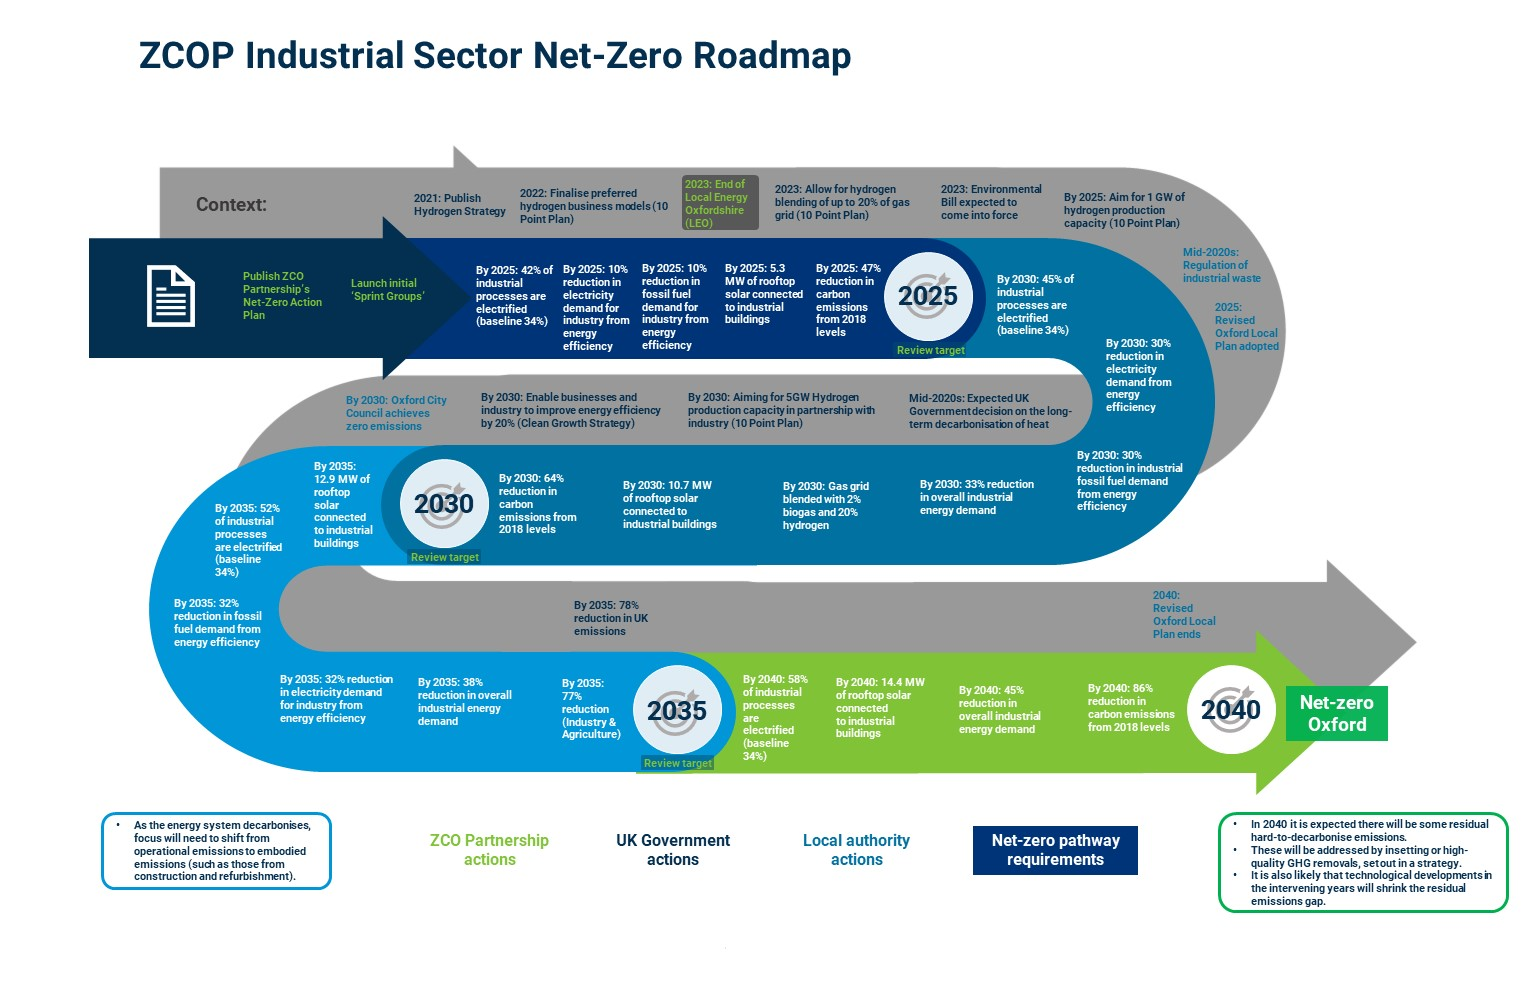 ZCOP Industrial Sector Net-Zero Roadmap
Context:
2021: Publish
Hydrogen Strategy
2022: Finalise preferred
hydrogen business models (10
Point Plan)
2023: End of
Local Energy
Oxfordshire
(LEO)
2023: Allow for hydrogen
blending of up to 20% of gas
grid (10 Point Plan)
2023: Environmental
Bill expected to
come into force
By 2025: Aim for 1 GW of
hydrogen production
capacity (10 Point Plan)
Mid-2020s:
Regulation of
industrial waste
2025:
Revised
Oxford Local
Plan adopted
Publish ZCO
Partnership's
Net-Zero Action
Plan
Launch initial
'Sprint Groups'
By 2025: 42% of
industrial
processes are
electrified
(baseline 34%)
By 2025: 10%
reduction in
electricity
demand for
industry from
energy
efficiency
By 2025: 10%
reduction in
fossil fuel
demand for
industry from
energy
efficiency
By 2025: 5.3
MW of rooftop
solar connected
to industrial
buildings
By 2025: 47%
reduction in
carbon
emissions
from 2018
levels
2025
Review target
By 2030: 45% of
industrial
processes are
electrified
(baseline 34%)
By 2030: 30%
reduction in
electricity
demand from
energy
efficiency
By 2030: Oxford City
Council achieves
zero emissions
By 2030: Enable businesses and
industry to improve energy efficiency
by 20% (Clean Growth Strategy)
By 2030: Aiming for 5GW Hydrogen
production capacity in partnership with
industry (10 Point Plan)
Mid-2020s: Expected UK
Government decision on the long-
term decarbonisation of heat
By 2030: 30%
reduction in industrial
fossil fuel demand
from energy
efficiency
By 2030: 33% reduction
in overall industrial
energy demand
By 2030: Gas grid
blended with 2%
biogas and 20%
hydrogen
By 2030: 10.7 MW
of rooftop solar
connected to
industrial buildings
By 2030: 64%
reduction in
carbon
emissions from
2018 levels
2030
Review target
By 2035:
12.9 MW of
rooftop
solar
connected
to industrial
buildings
By 2035: 52%
of industrial
processes
are electrified
(baseline
34%)
By 2035: 32%
reduction in fossil
fuel demand from
energy efficiency
By 2035: 78%
reduction in UK
emissions
2040:
Revised
Oxford Local
Plan ends
By 2035: 32% reduction
in electricity demand
for industry from
energy efficiency
By 2035: 38%
reduction in overall
industrial energy
demand
By 2035:
77%
reduction
(Industry &
Agriculture)
2035
Review target
By 2040: 58%
of industrial
processes
are
electrified
(baseline
34%)
By 2040: 14.4 MW
of rooftop solar
connected
to industrial
buildings
By 2040: 45%
reduction in
overall industrial
energy demand
By 2040: 86%
reduction in
carbon emissions
from 2018 levels
2040
Net-zero
Oxford
• As the energy system decarbonises,
focus will need to shift from
operational emissions to embodied
emissions (such as those from
construction and refurbishment).
ZCO Partnership
actions
UK Government
actions
Local authority
actions
Net-zero pathway
requirements
• In 2040 it is expected there will be some residual
hard-to-decarbonise emissions.
• These will be addressed by insetting or high-
quality GHG removals, set out in a strategy.
• It is also likely that technological developments in
the intervening years will shrink the residual
emissions gap.